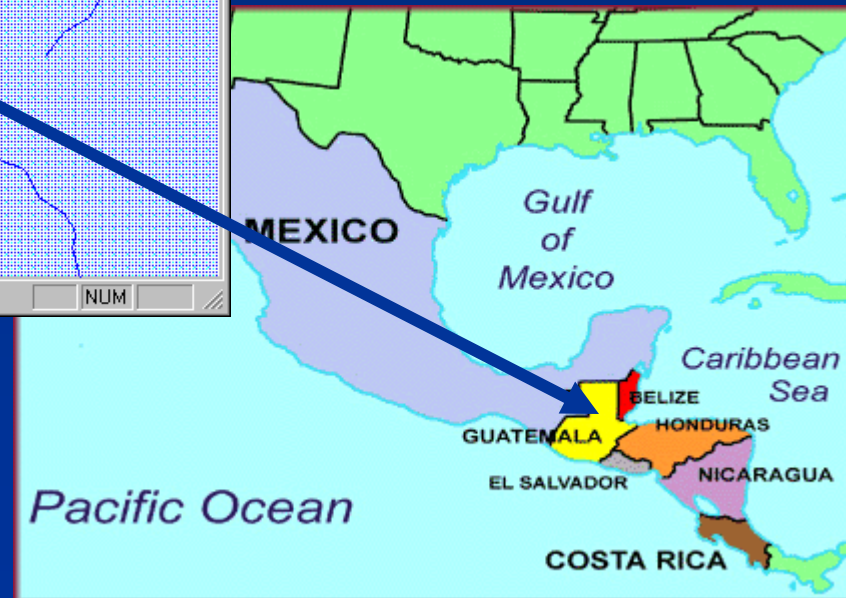 Gulf
of
Mexico
MEXICO
NUM
Caribbean
Sea
BELIZE
HONDURAS
GUATEMALA
NICARAGUA
EL SALVADOR
Pacific Ocean
COSTA RICA